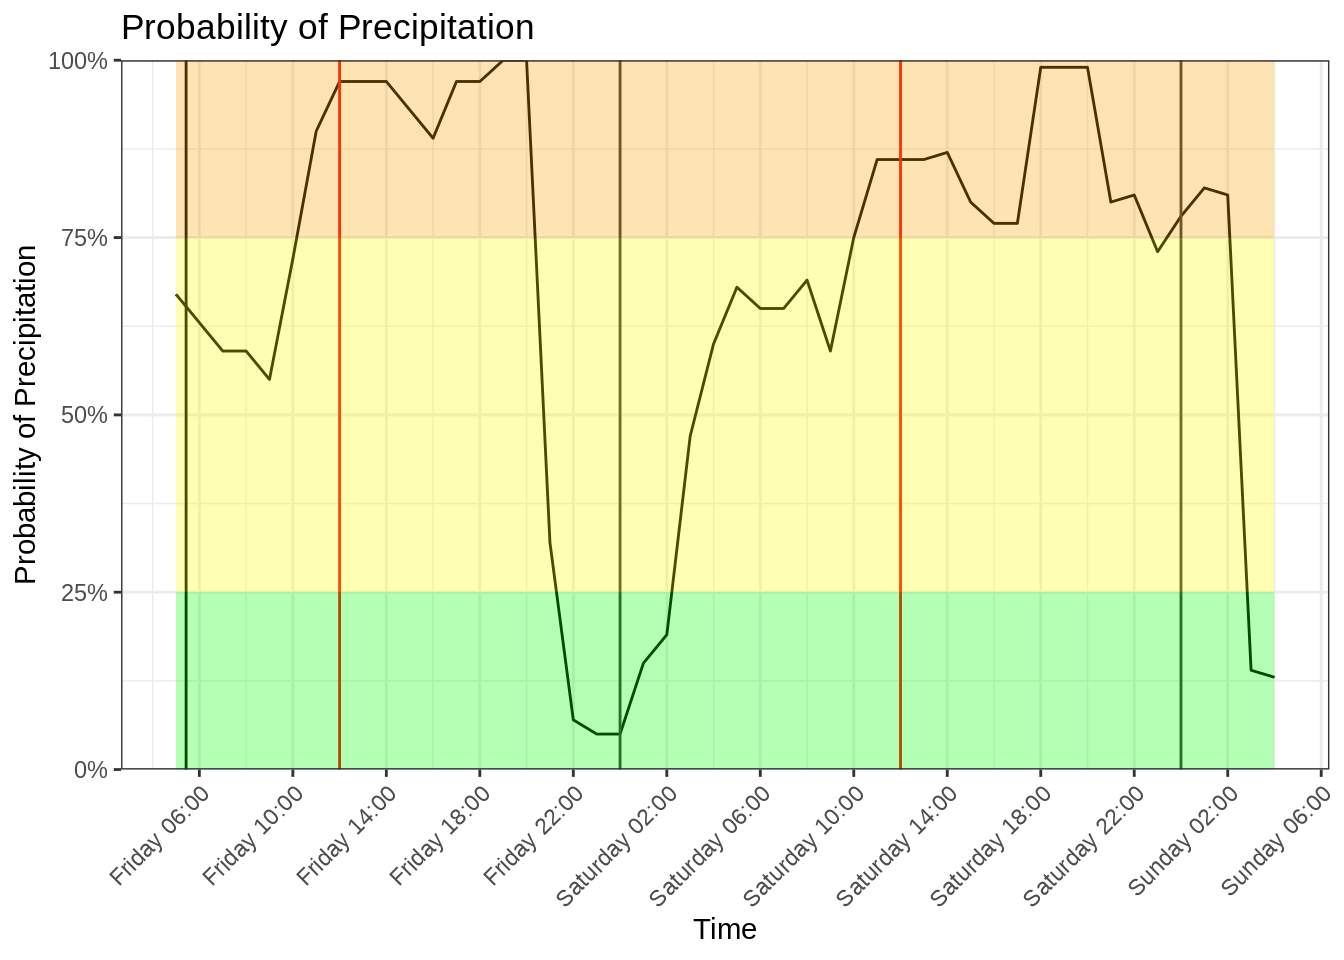 Probability of Precipitation
100%
75%
50%
25%
0%
Probability of Precipitation
Friday 06:00
Friday 10:00
Friday 14:00
Friday 18:00
Friday 22:00
Saturday 02:00
Saturday 06:00
Saturday 10:00
Saturday 14:00
Saturday 18:00
Saturday 22:00
Sunday 02:00
Sunday 06:00
Time